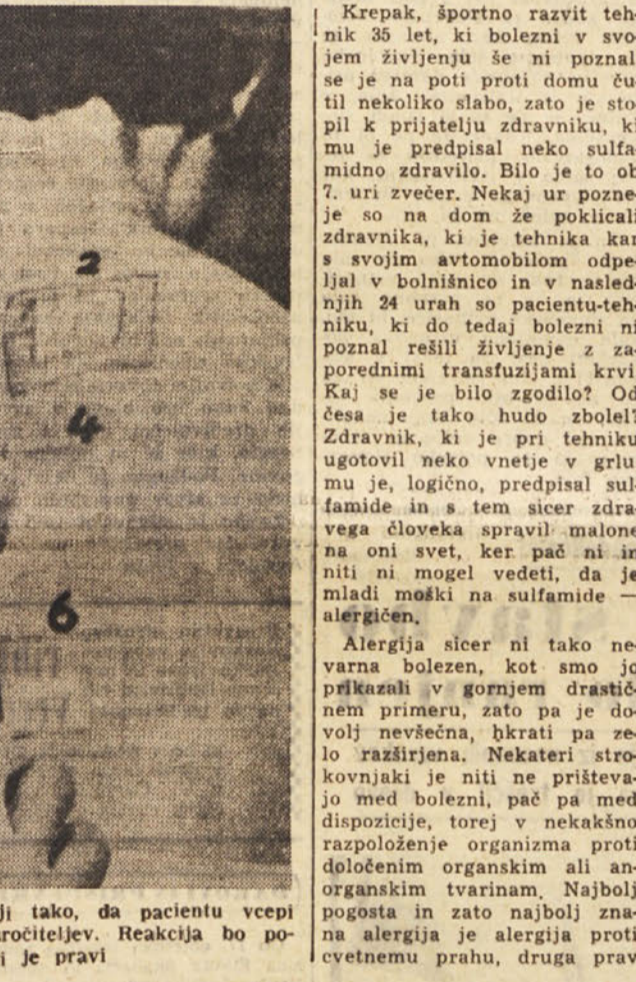 2
4
6
ji tako, da pacientu vcepi
ročiteljev. Reakcija bo po-
i je pravi
Krepak, športno razvit teh-
nik 35 let, ki bolezni v svo-
jem življenju še ni poznal
se je na poti proti domu ču-
til nekoliko slabo, zato je sto-
pil k prijatelju zdravniku, ki
mu je predpisal neko sulfa-
midno zdravilo. Bilo je to ob
7. uri zvečer. Nekaj ur pozne-
je so na dom že poklicali
zdravnika, ki je tehnika kar
s svojim avtomobilom odpe-
ljal v bolnišnico in v nasled-
njih 24 urah so pacientu-teh-
niku, ki do tedaj bolezni ni
poznal rešili življenje z za-
porednimi transfuzijami krvi
Kaj se je bilo zgodilo? Od
česa je tako hudo zbolel?
Zdravnik, ki je pri tehniku
ugotovil neko vnetje v grlu
mu je, logično, predpisal sul-
famide in s tem sicer zdra-
vega človeka spravil malone
na oni svet, ker pač ni in
niti ni mogel vedeti, da je
mladi moški na sulfamide —
alergičen.
Alergija sicer ni tako ne-
varna bolezen, kot smo jo
prikazali v gornjem drastič-
nem primeru, zato pa je do-
volj nevšečna, hkrati pa ze-
lo razširjena. Nekateri stro-
kovnjaki je niti ne prišteva-
jo med bolezni, pač pa med
dispozicije, torej v nekakšno
razpoloženje organizma proti
določenim organskim ali an-
organskim tvarinam. Najbolj
pogosta in zato najbolj zna-
na alergija je alergija proti
cvetnemu prahu, druga prav